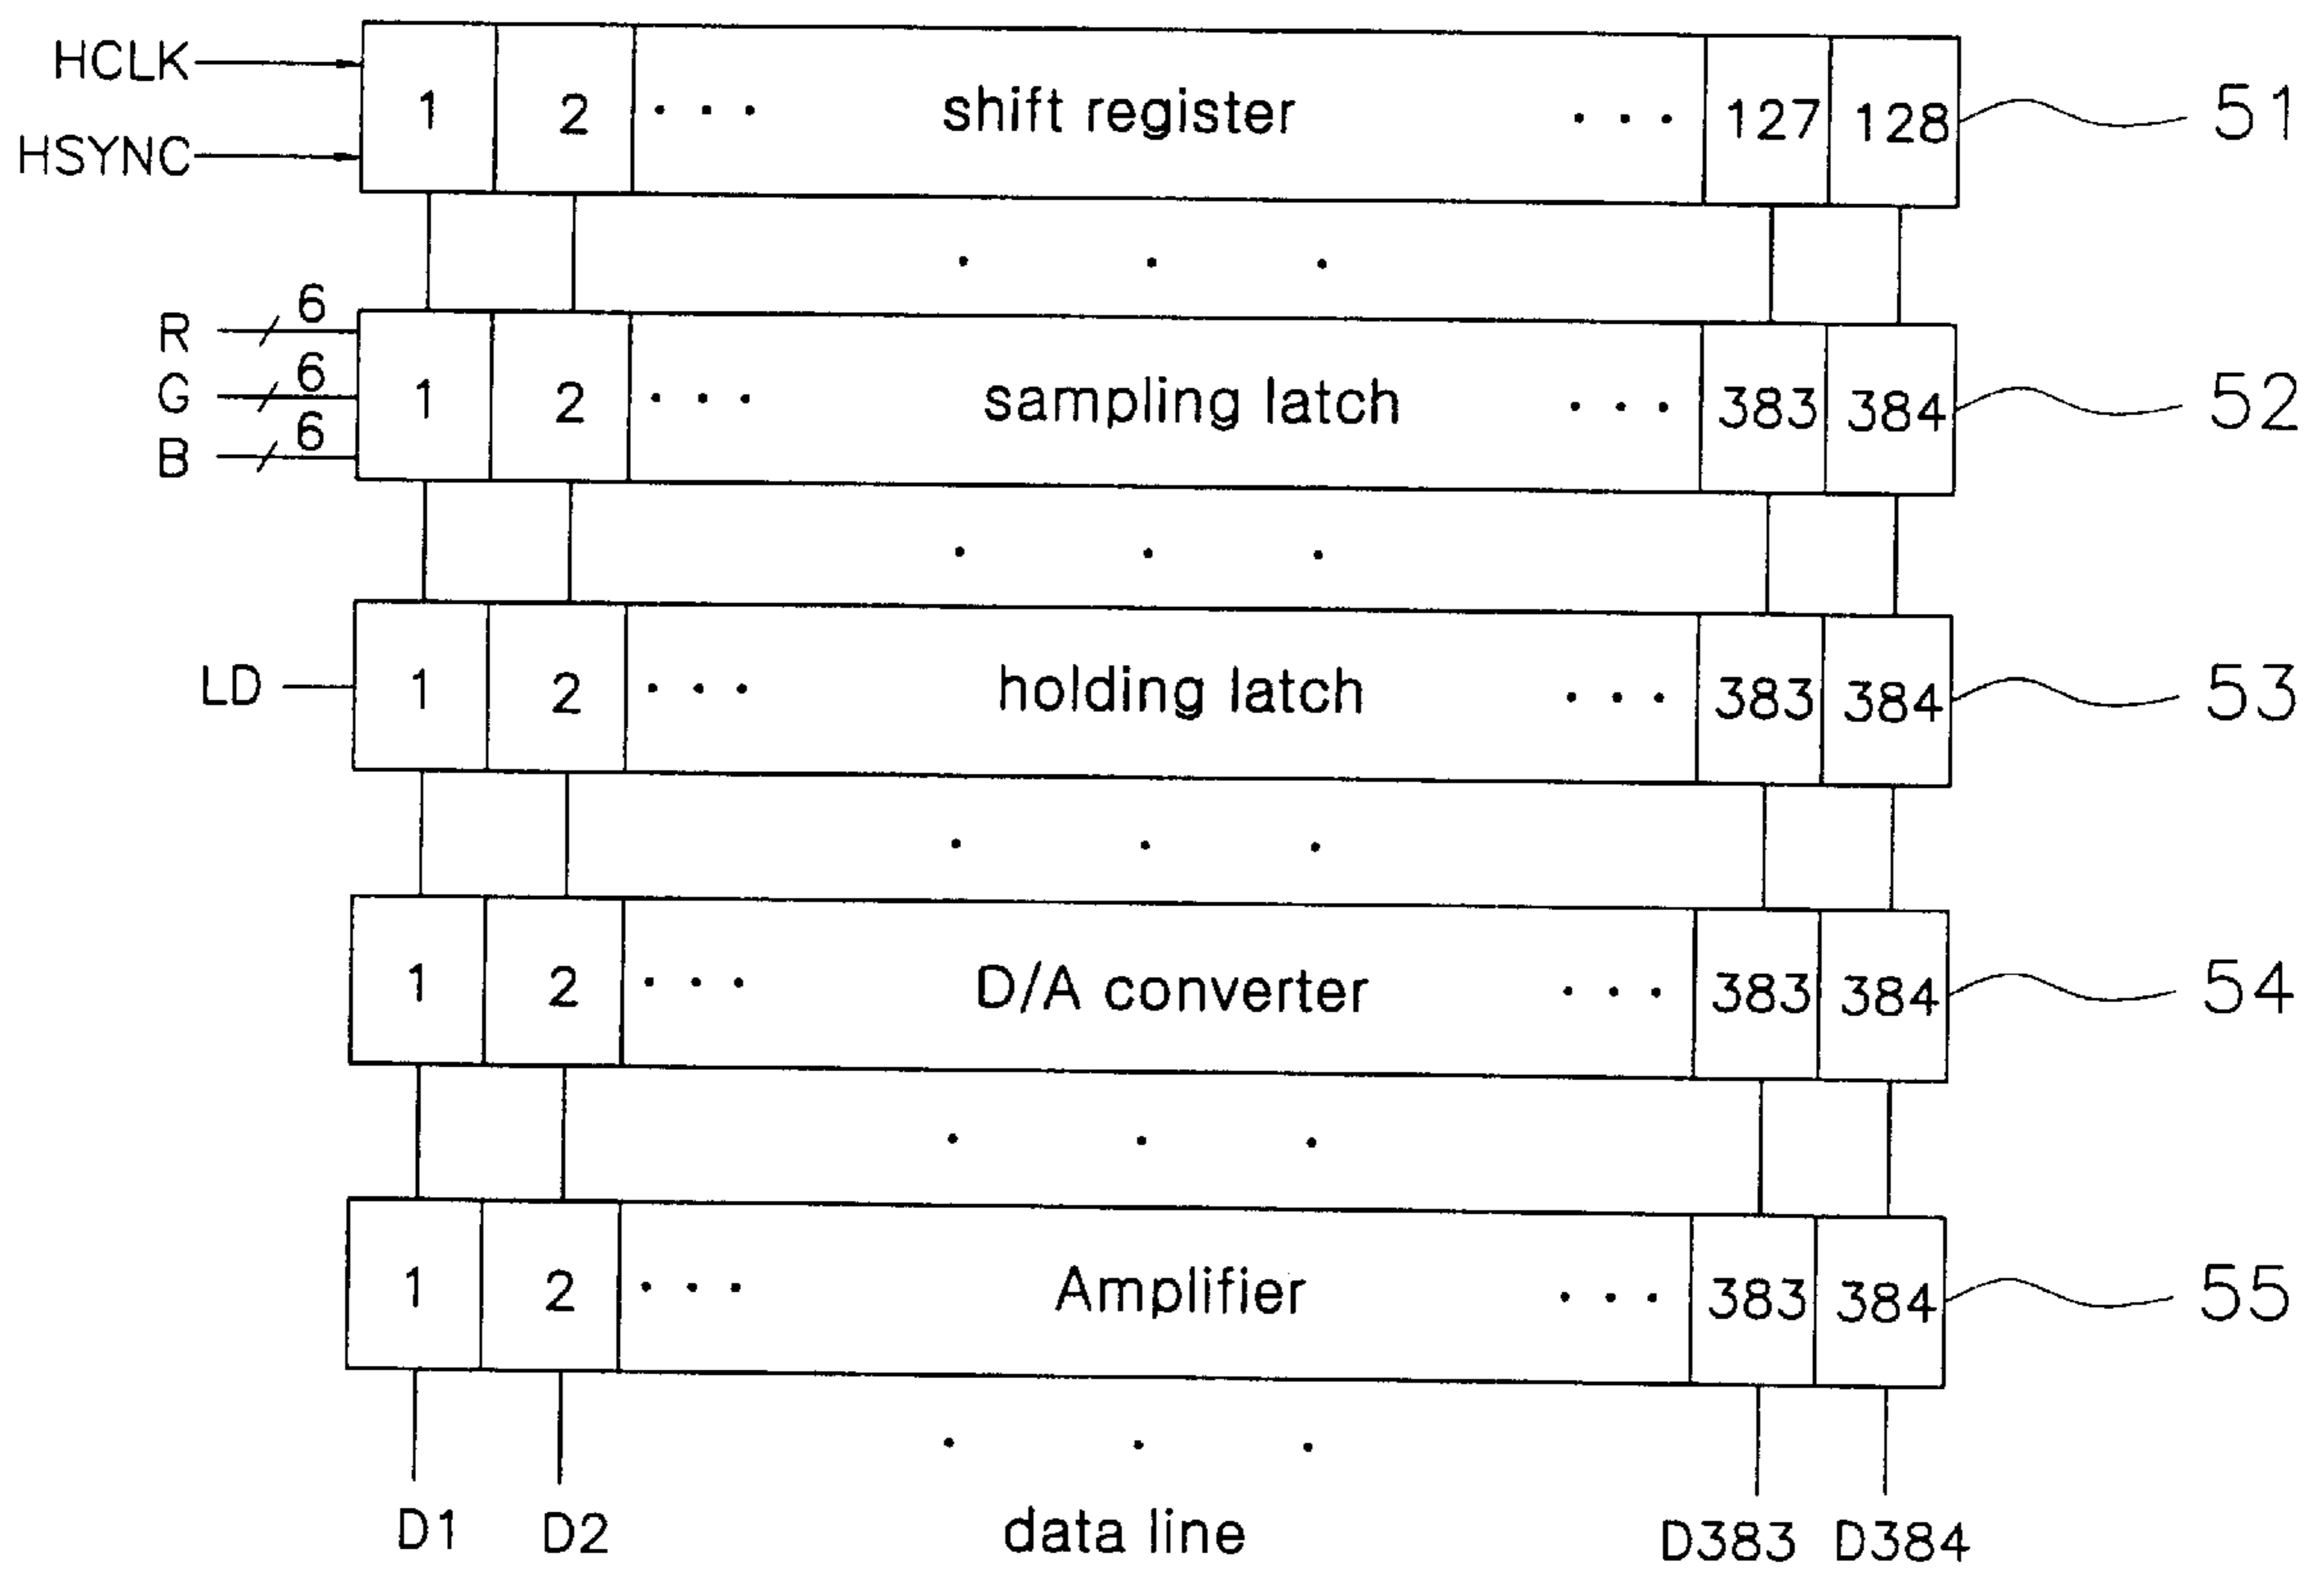 HCLK
HSYNC
1 2 ... shift register ... 127 128
51
R 6
G 6
B 6
1 2 ... sampling latch ... 383 384
52
LD
1 2 ... holding latch ... 383 384
53
1 2 ... D/A converter ... 383 384
54
1 2 ... Amplifier ... 383 384
55
D1 D2 data line D383 D384